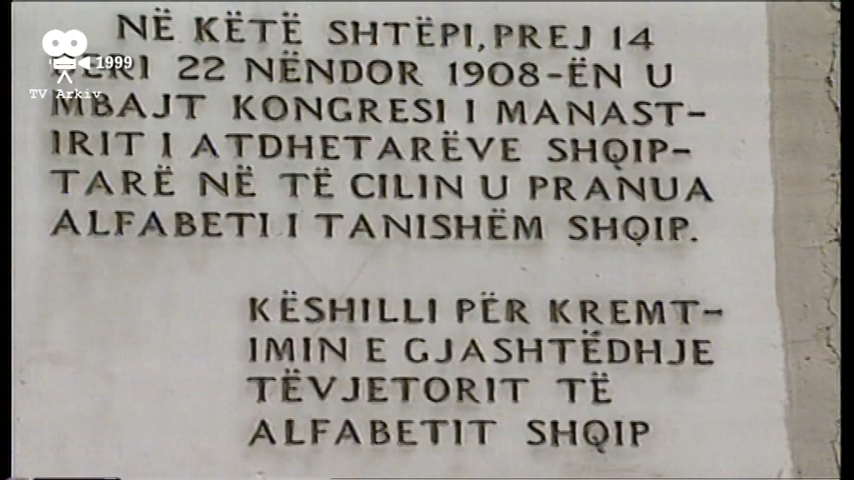 NË KËTË SHTËPI, PREJ 14
DERI 22 NËNDOR 1908-ËN U
MBAJT KONGRESI I MANAST-
IRIT I ATDHETARËVE SHQIP-
TARË NË TË CILIN U PRANUA
ALFABETI I TANISHËM SHQIP.
KËSHILLI PËR KREMT-
IMIN E GJASHTËDHJE
TËVJETORIT TË
ALFABETIT SHQIP
1999
TV Arkiv